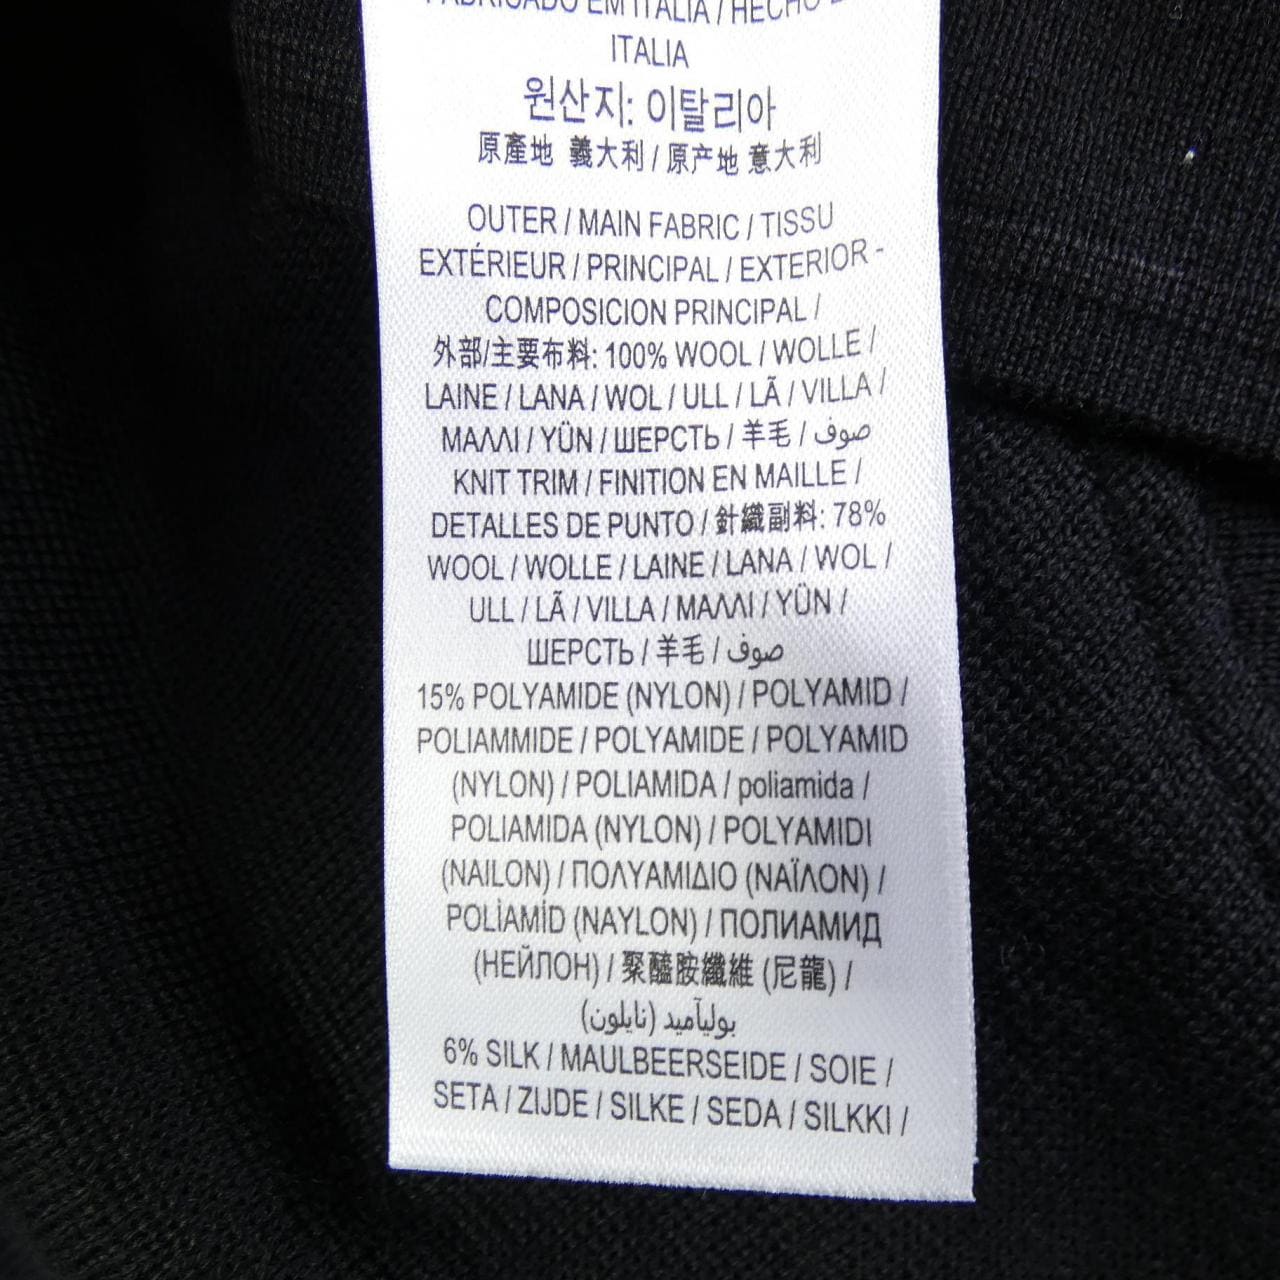 FABRICADO EM ITALIA / HECHO
ITALIA
원산지: 이탈리아
原產地 義大利 / 原产地 意大利
OUTER / MAIN FABRIC / TISSU
EXTÉRIEUR / PRINCIPAL / EXTERIOR -
COMPOSICION PRINCIPAL /
外部/主要布料: 100% WOOL / WOLLE /
LAINE / LANA / WOL / ULL / LÃ / VILLA /
ΜΑΛΛΙ / YÜN / ШЕРСТЬ / 羊毛 / صوف
KNIT TRIM / FINITION EN MAILLE /
DETALLES DE PUNTO / 針織副料: 78%
WOOL / WOLLE / LAINE / LANA / WOL /
ULL / LÃ / VILLA / ΜΑΛΛΙ / YÜN /
ШЕРСТЬ / 羊毛 / صوف
15% POLYAMIDE (NYLON) / POLYAMID /
POLIAMMIDE / POLYAMIDE / POLYAMID
(NYLON) / POLIAMIDA / poliamida /
POLIAMIDA (NYLON) / POLYAMIDI
(NAILON) / ΠΟΛΥΑΜΙΔΙΟ (ΝΑΪΛΟΝ) /
POLİAMİD (NAYLON) / ПОЛИАМИД
(НЕЙЛОН) / 聚醯胺纖維 (尼龍) /
بوليآميد (نايلون)
6% SILK / MAULBEERSEIDE / SOIE /
SETA / ZIJDE / SILKE / SEDA / SILKKI /